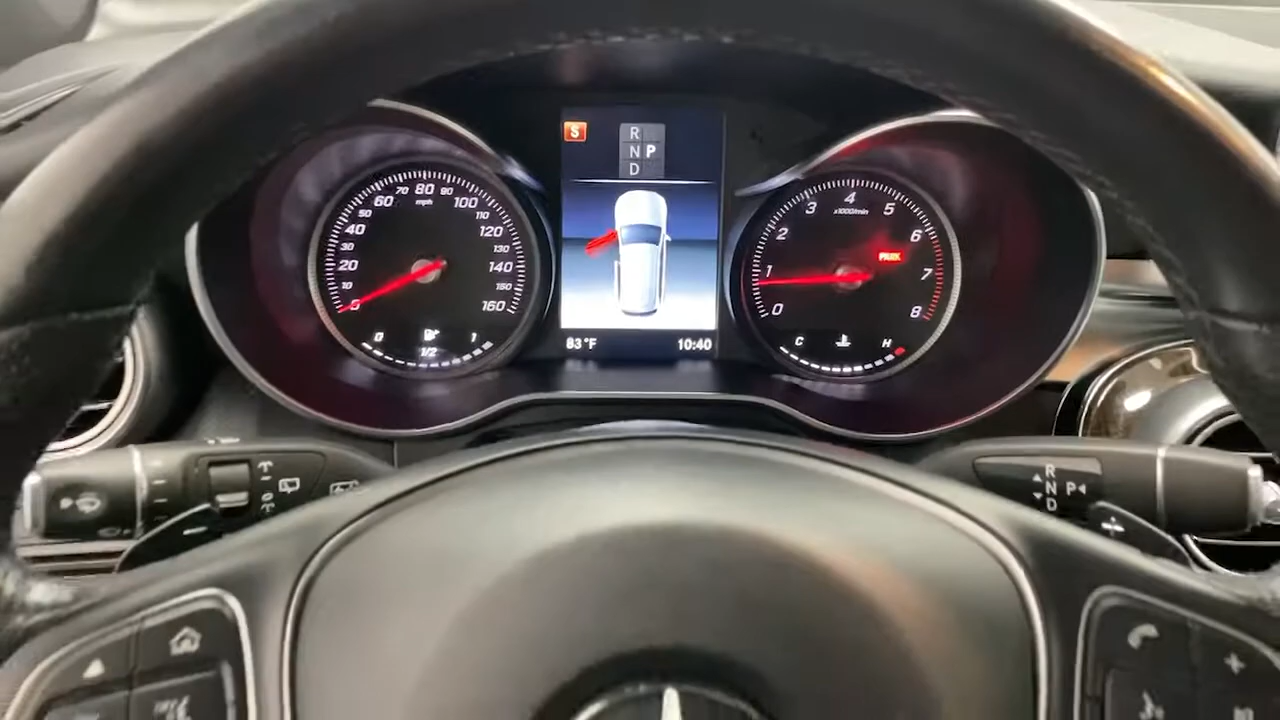 S
R
N P
D
70 80 90
60 mph 100
50 110
40 120
30 130
20 140
10 150
0 160
0 1/2 1
83°F 10:40
4
3 x1000/min 5
2 6
PARK
1 7
0 8
C H
R
N P
D